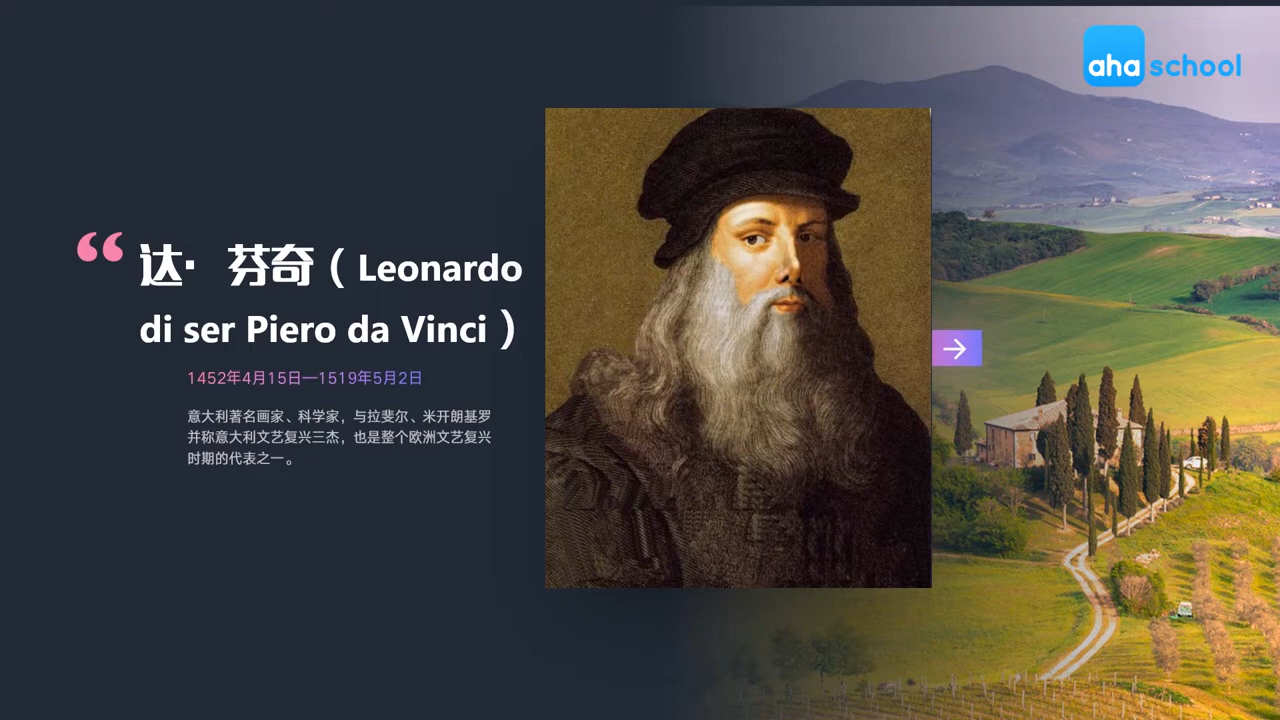 达· 芬奇（Leonardo
di ser Piero da Vinci）
1452年4月15日—1519年5月2日
意大利著名画家、科学家，与拉斐尔、米开朗基罗
并称意大利文艺复兴三杰，也是整个欧洲文艺复兴
时期的代表之一。
aha school